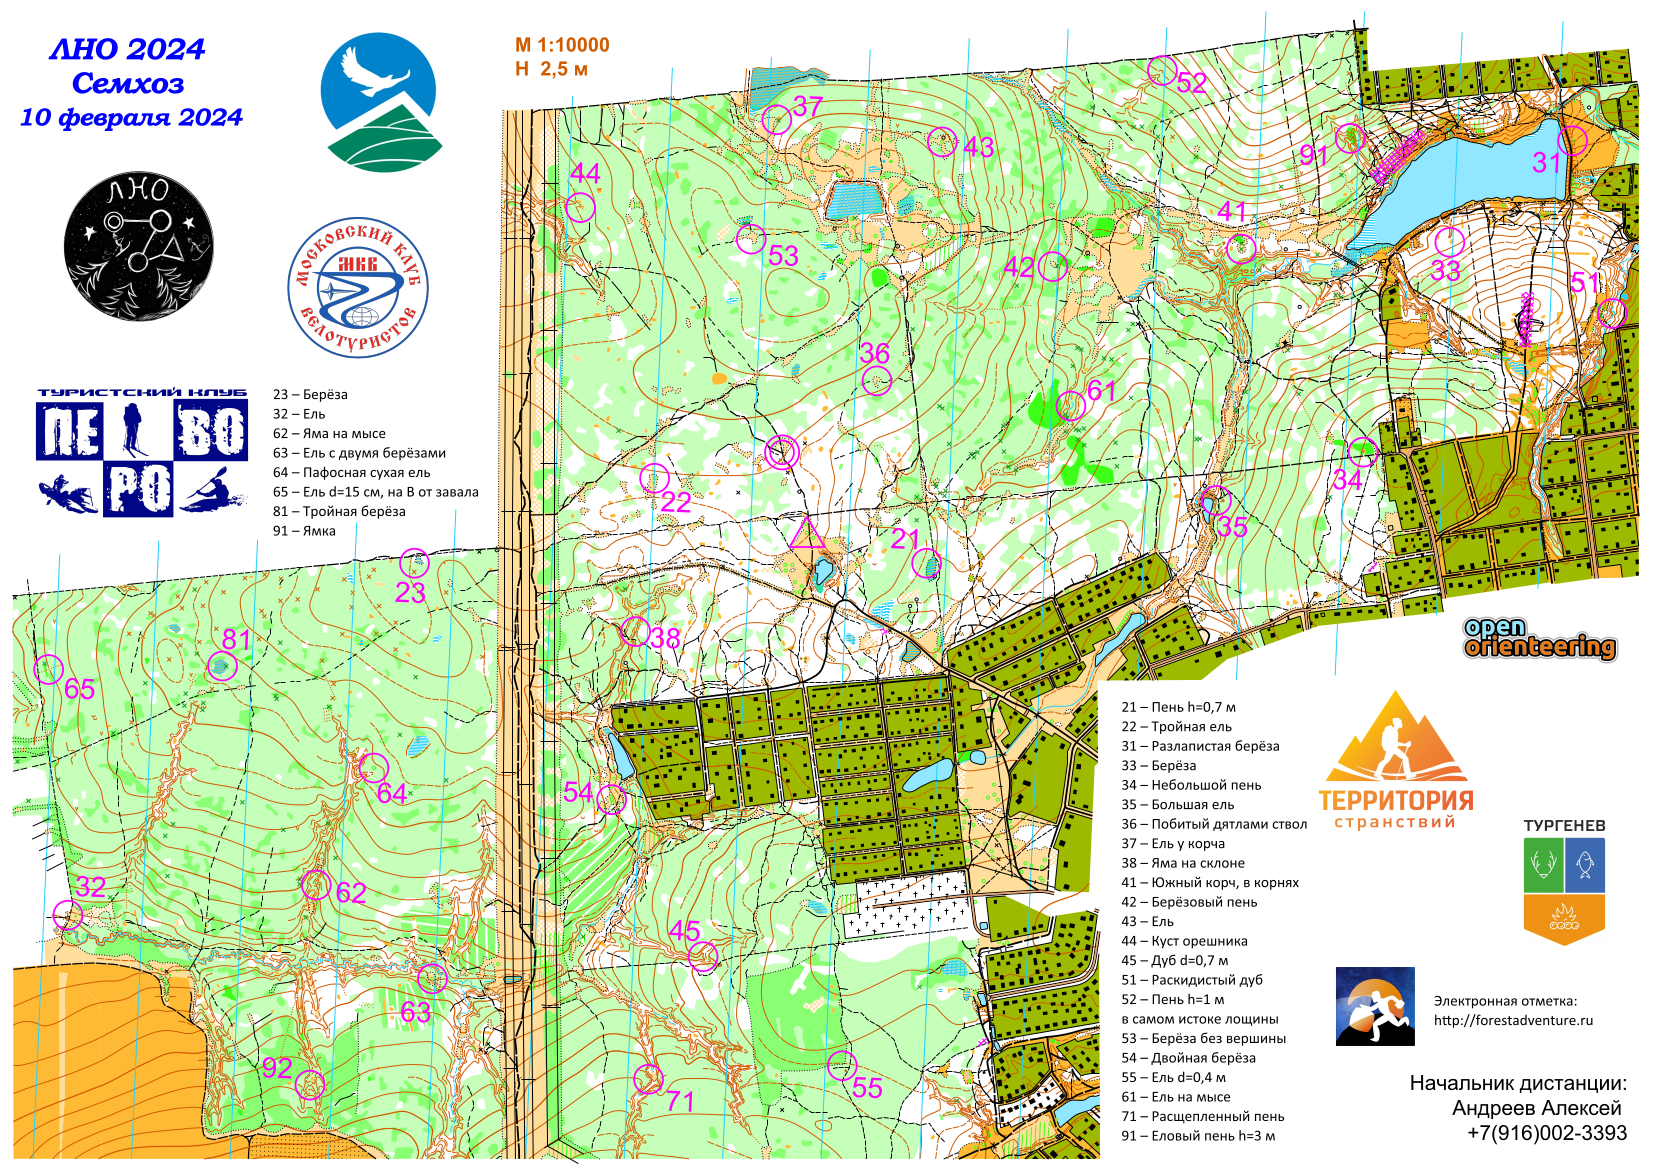 ЛНО 2024
Семхоз
10 февраля 2024
М 1:10000
Н 2,5 м
ЛНО
МОСКОВСКИЙ КЛУБ
МКВ
ВЕЛОТУРИСТОВ
ТУРИСТСКИЙ КЛУБ
ПЕ ВО
РО
23 – Берёза
32 – Ель
62 – Яма на мысе
63 – Ель с двумя берёзами
64 – Пафосная сухая ель
65 – Ель d=15 см, на В от завала
81 – Тройная берёза
91 – Ямка
37
52
43
91
31
44
41
53
42
33
51
36
61
22
34
21
35
23
38
81
65
64
54
32
62
45
63
92
71
55
open
orienteering
21 – Пень h=0,7 м
22 – Тройная ель
31 – Разлапистая берёза
33 – Берёза
34 – Небольшой пень
35 – Большая ель
36 – Побитый дятлами ствол
37 – Ель у корча
38 – Яма на склоне
41 – Южный корч, в корнях
42 – Берёзовый пень
43 – Ель
44 – Куст орешника
45 – Дуб d=0,7 м
51 – Раскидистый дуб
52 – Пень h=1 м
в самом истоке лощины
53 – Берёза без вершины
54 – Двойная берёза
55 – Ель d=0,4 м
61 – Ель на мысе
71 – Расщепленный пень
91 – Еловый пень h=3 м
ТЕРРИТОРИЯ
странствий
ТУРГЕНЕВ
Электронная отметка:
http://forestadventure.ru
Начальник дистанции:
Андреев Алексей
+7(916)002-3393